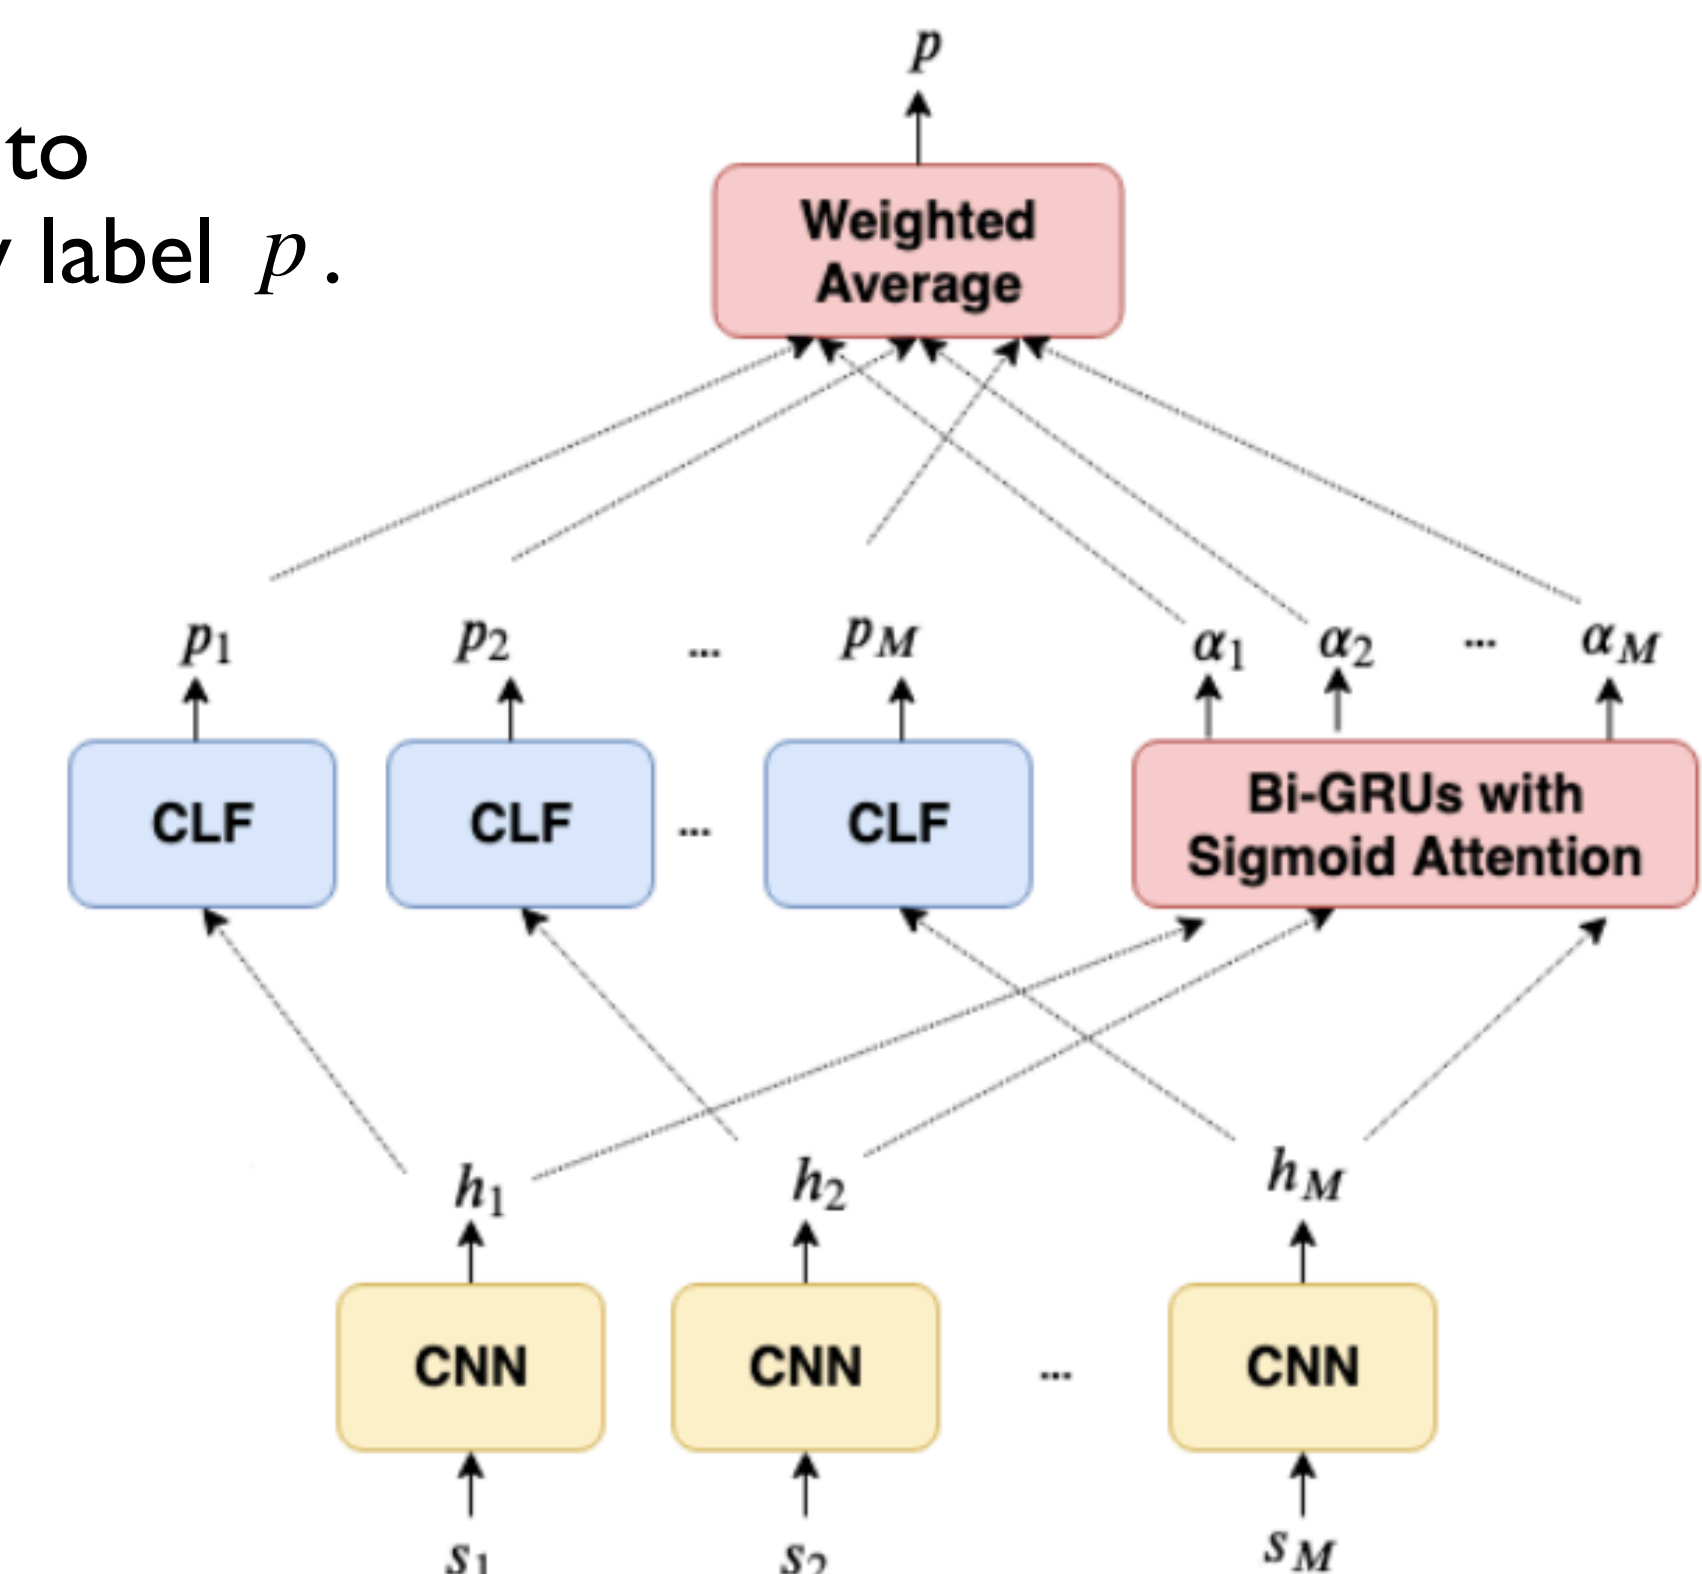 to
label p .
p
Weighted
Average
p1 p2 ... pM α1 α2 ... αM
CLF CLF ... CLF
Bi-GRUs with
Sigmoid Attention
h1 h2 hM
CNN CNN ... CNN
s1 s2 sM